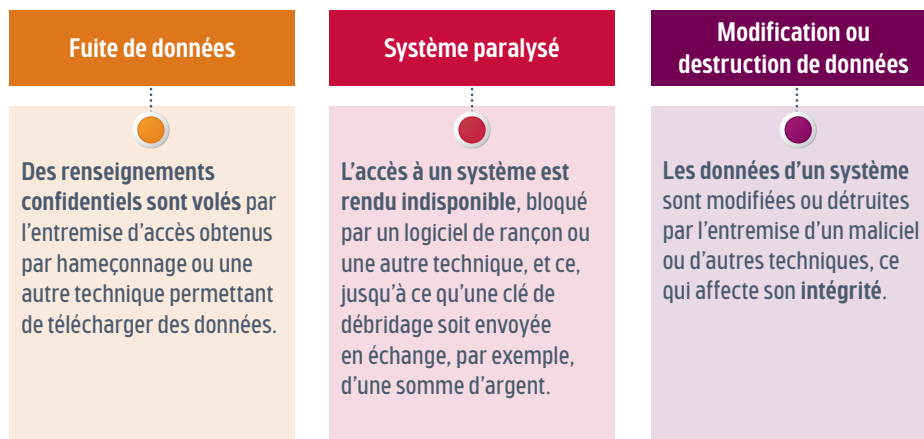 Fuite de données
Des renseignements
confidentiels sont volés par
l'entremise d'accès obtenus
par hameçonnage ou une
autre technique permettant
de télécharger des données.
Système paralysé
L'accès à un système est
rendu indisponible, bloqué
par un logiciel de rançon ou
une autre technique, et ce,
jusqu'à ce qu'une clé de
débridage soit envoyée
en échange, par exemple,
d'une somme d'argent.
Modification ou
destruction de données
Les données d'un système
sont modifiées ou détruites
par l'entremise d'un maliciel
ou d'autres techniques, ce
qui affecte son intégrité.